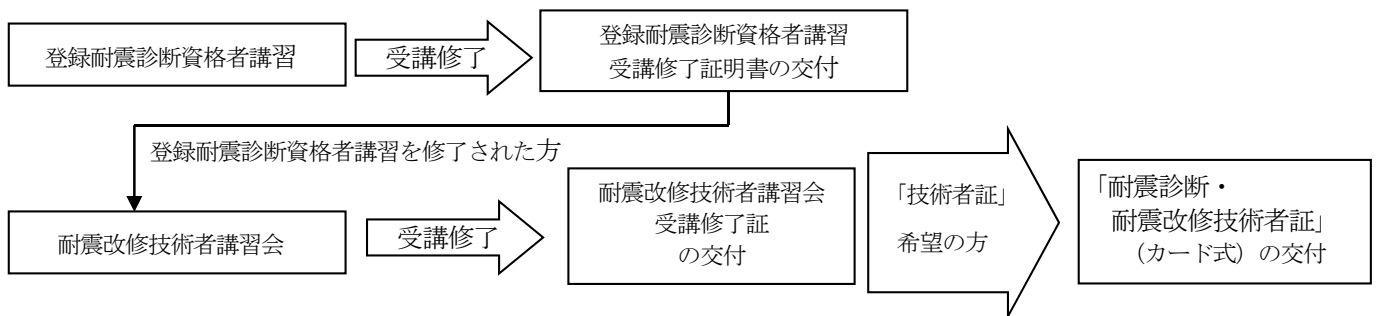 登録耐震診断資格者講習
受講修了
登録耐震診断資格者講習
受講修了証明書の交付
登録耐震診断資格者講習を修了された方
耐震改修技術者講習会
受講修了
耐震改修技術者講習会
受講修了証
の交付
「技術者証」
希望の方
「耐震診断・
耐震改修技術者証」
（カード式）の交付